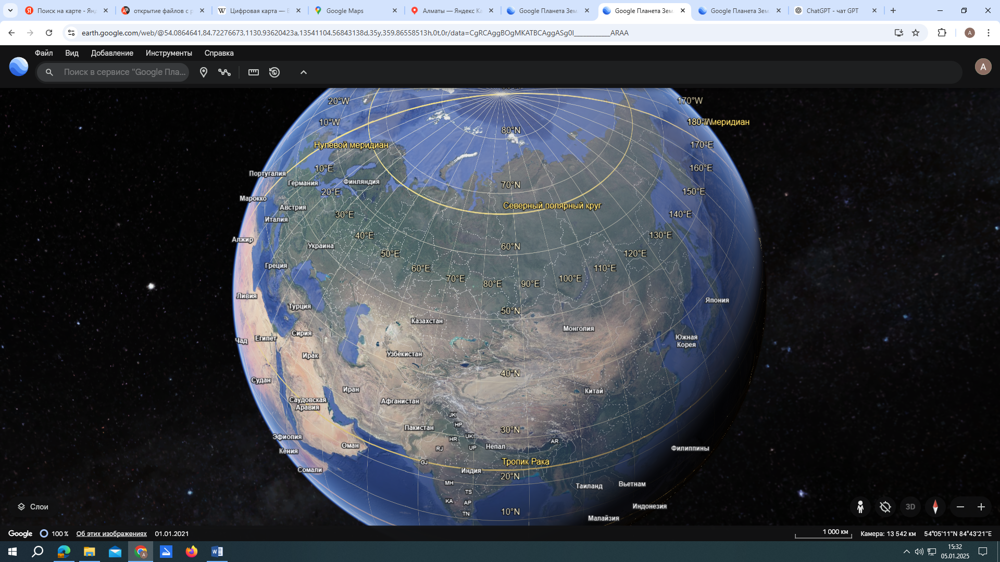 Поиск на карте - Ян
открытие файлов с р
Цифровая карта — В
Google Maps
Алматы — Яндекс Ка
Google Планета Зем
Google Планета Зем
Google Планета Зем
ChatGPT - чат GPT
earth.google.com/web/@54.0864641,84.72276673,1130.93620423a,13541104.56843138d,35y,359.86558513h,0t,0r/data=CgRCAggBOgMKATBCAggASg0I___________ARAA
A
Файл
Вид
Добавление
Инструменты
Справка
Поиск в сервисе "Google Пла...
A
20°W
170°W
10°W
180°W
меридиан
80°N
Нулевой меридиан
170°E
10°E
160°E
Португалия
Германия
Финляндия
70°N
20°E
150°E
Марокко
Австрия
Северный полярный круг
30°E
140°E
Италия
40°E
130°E
Алжир
Украина
60°N
50°E
120°E
Греция
60°E
110°E
70°E
80°E
90°E
100°E
Ливия
Япония
Турция
50°N
Казахстан
Монголия
Сирия
Чад
Египет
Южная
Корея
Ирак
Узбекистан
40°N
Судан
Иран
Китай
Саудовская
Аравия
Афганистан
JK
HP
Пакистан
30°N
UK
HR
Эфиопия
AR
Оман
RJ
UP
Непал
Филиппины
Кения
GJ
Тропик Рака
Сомали
Индия
20°N
MH
Таиланд
Вьетнам
TS
KA
AP
Индонезия
TN
10°N
Малайзия
Слои
3D
Google
100 %
Об этих изображениях
01.01.2021
1 000 км
Камера: 13 542 км
54°05'11"N 84°43'21"E
15:32
05.01.2025